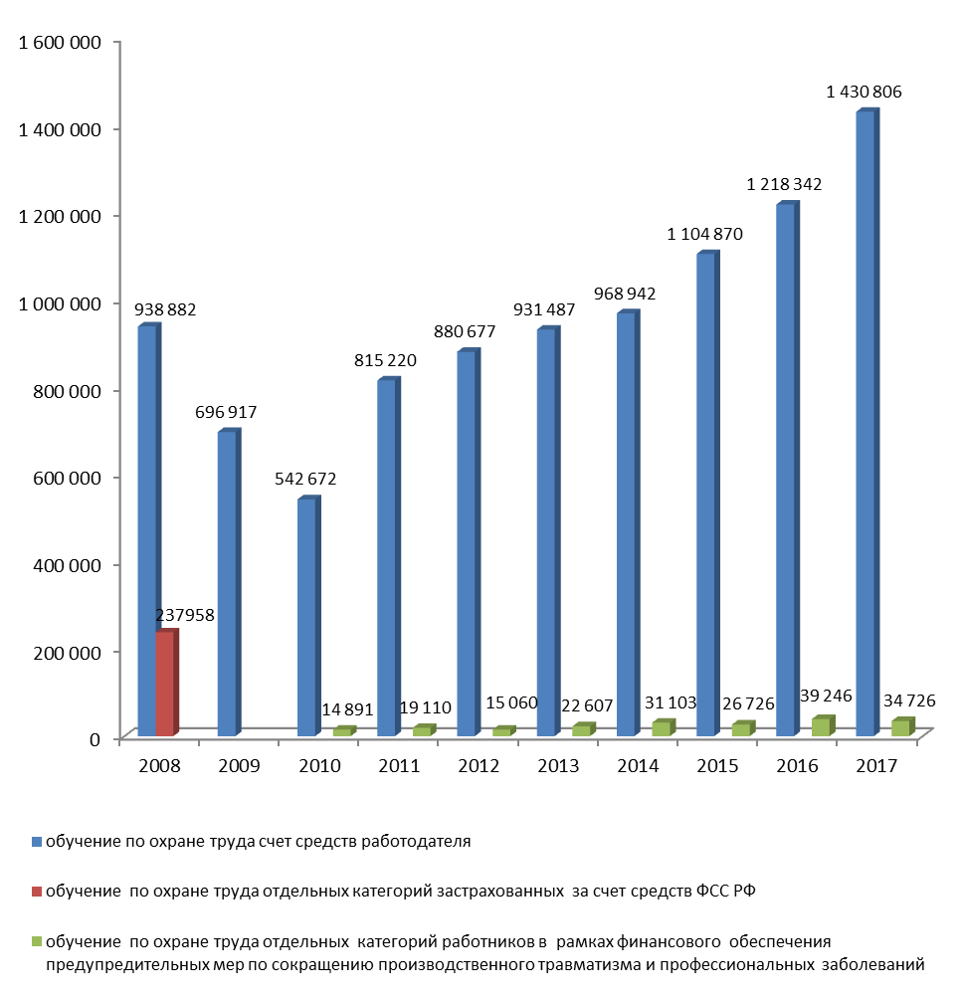 1 600 000
1 400 000
1 200 000
1 000 000
800 000
600 000
400 000
200 000
0
938 882
237958
696 917
542 672
14 891
815 220
19 110
880 677
15 060
931 487
22 607
968 942
31 103
1 104 870
26 726
1 218 342
39 246
1 430 806
34 726
2008 2009 2010 2011 2012 2013 2014 2015 2016 2017
обучение по охране труда счет средств работодателя
обучение по охране труда отдельных категорий застрахованных за счет средств ФСС РФ
обучение по охране труда отдельных категорий работников в рамках финансового обеспечения
предупредительных мер по сокращению производственного травматизма и профессиональных заболеваний